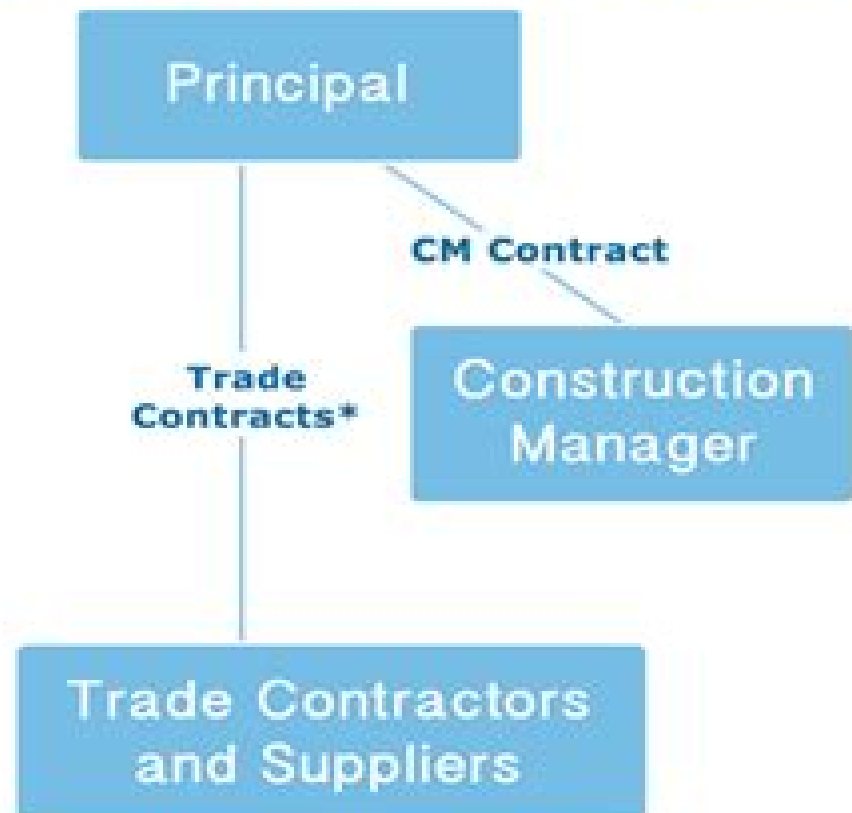 Principal
CM Contract
Trade
Contracts*
Construction
Manager
Trade Contractors
and Suppliers